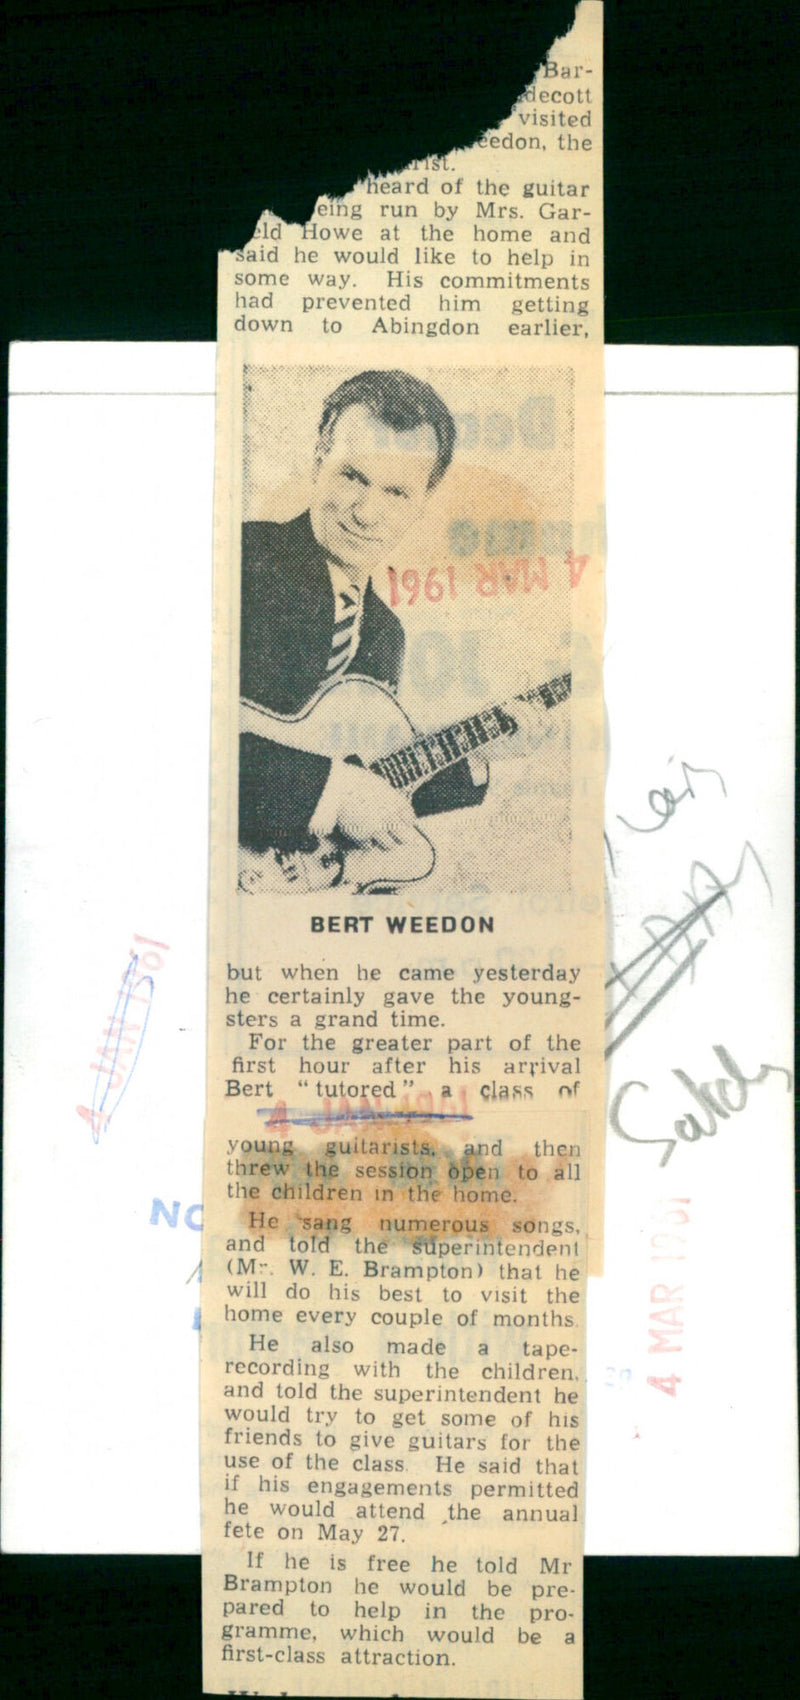 Bar-
decott
visited
eedon, the
rist.
heard of the guitar
eing run by Mrs. Gar-
eld Howe at the home and
said he would like to help in
some way. His commitments
had prevented him getting
down to Abingdon earlier,
4 MAR 1961
BERT WEEDON
but when he came yesterday
he certainly gave the young-
sters a grand time.
For the greater part of the
first hour after his arrival
Bert "tutored" a class of
4 JAN 1961
young guitarists, and then
threw the session open to all
the children in the home.
He sang numerous songs,
and told the superintendent
(Mr. W. E. Brampton) that he
will do his best to visit the
home every couple of months.
He also made a tape-
recording with the children,
and told the superintendent he
would try to get some of his
friends to give guitars for the
use of the class. He said that
if his engagements permitted
he would attend the annual
fete on May 27.
If he is free he told Mr
Brampton he would be pre-
pared to help in the pro-
gramme, which would be a
first-class attraction.
4 JAN 1961
NO
4 MAR 1961